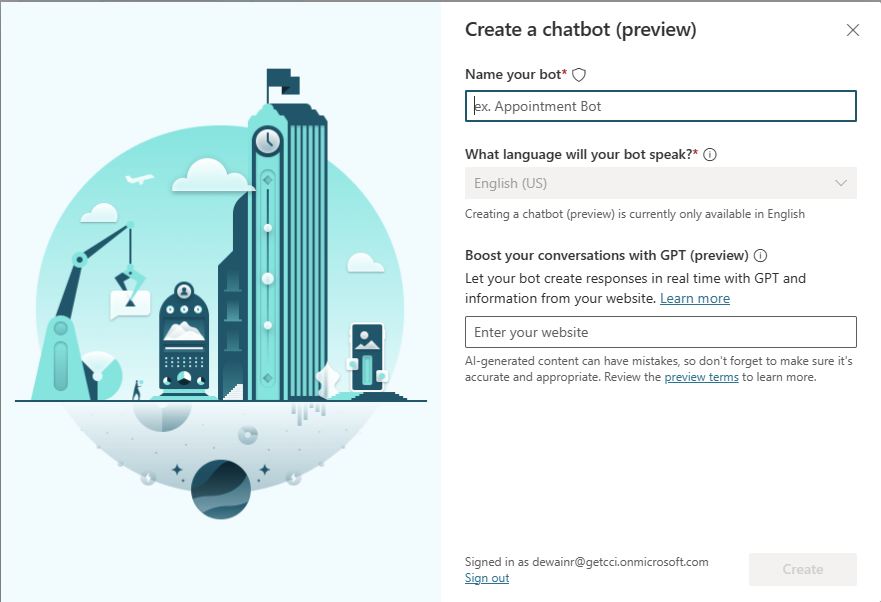 Create a chatbot (preview)
Name your bot*
ex. Appointment Bot
What language will your bot speak?*
English (US)
Creating a chatbot (preview) is currently only available in English
Boost your conversations with GPT (preview)
Let your bot create responses in real time with GPT and
information from your website. Learn more
Enter your website
AI-generated content can have mistakes, so don't forget to make sure it's
accurate and appropriate. Review the preview terms to learn more.
Signed in as dewainr@getcci.onmicrosoft.com
Sign out
Create